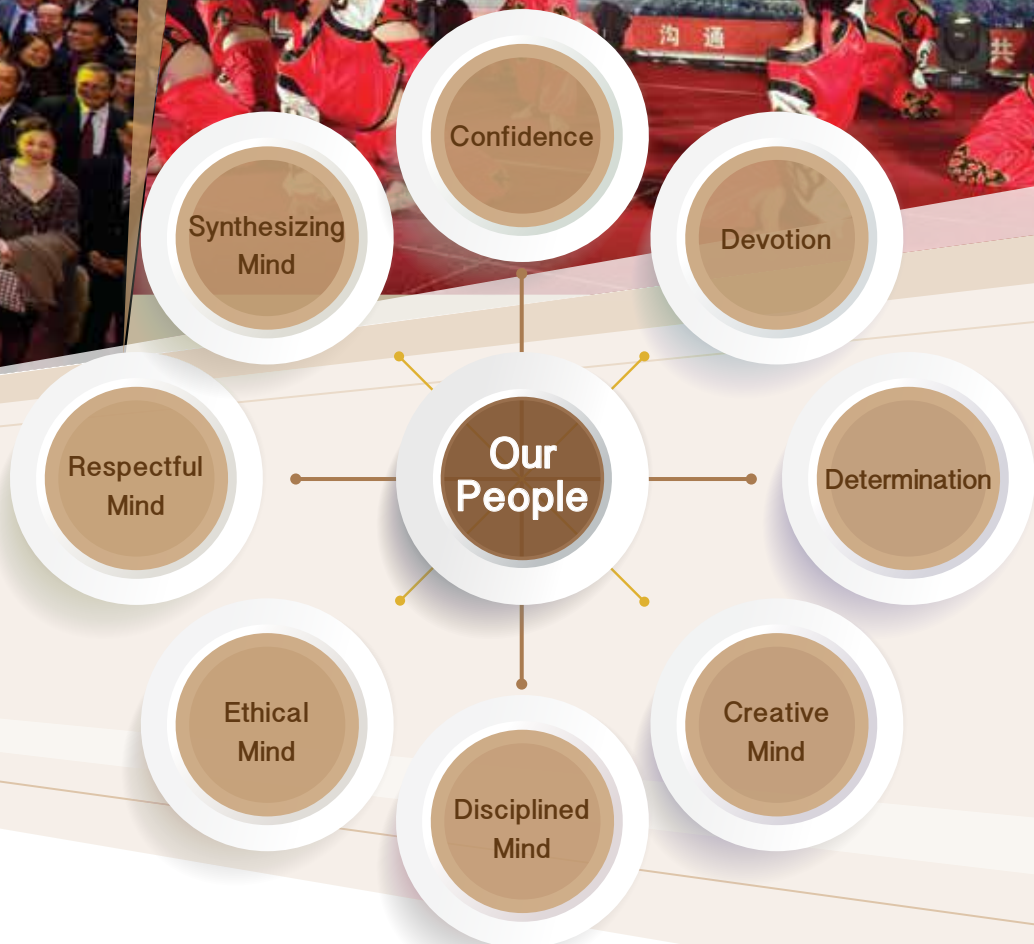 沟 通
共
Confidence
Synthesizing
Mind
Devotion
Respectful
Mind
Our
People
Determination
Ethical
Mind
Creative
Mind
Disciplined
Mind